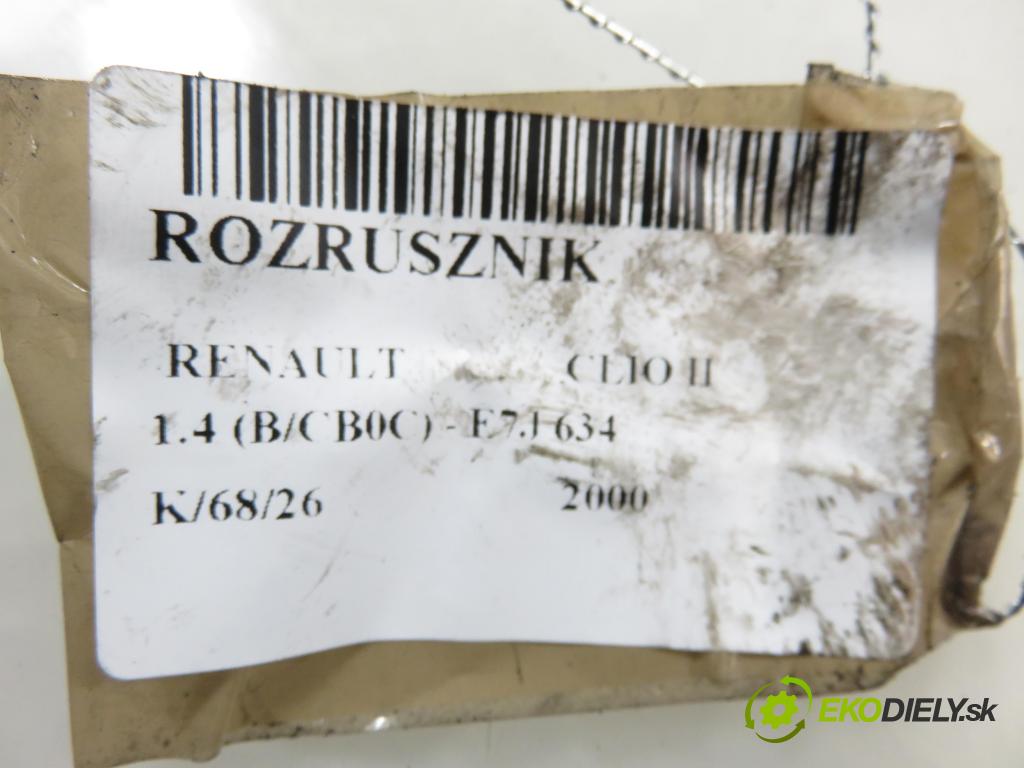 ROZRUSZNIK
RENAULT CLIO II
1.4 (B/CB0C) - E7J 634
K/68/26 2000
EKODIELY.sk